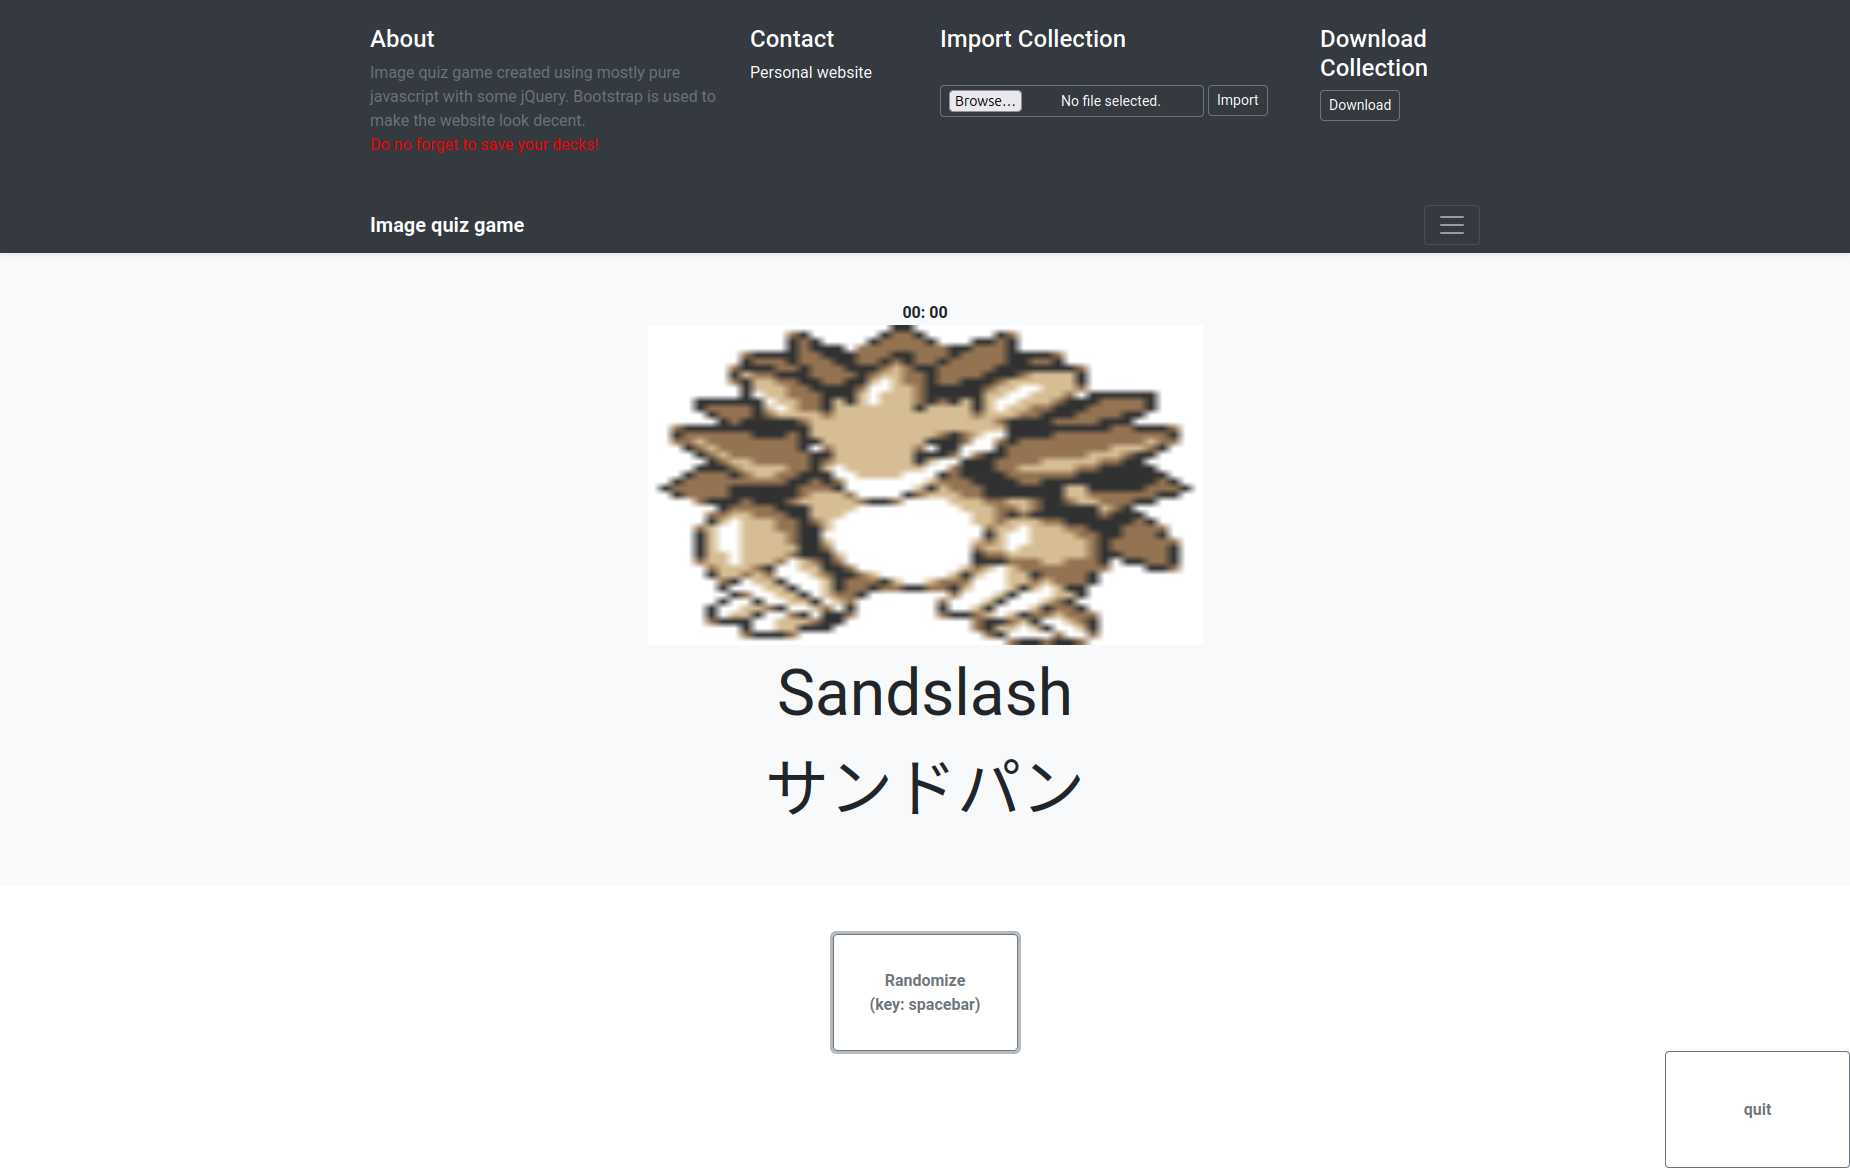 About
Image quiz game created using mostly pure
javascript with some jQuery. Bootstrap is used to
make the website look decent.
Do no forget to save your decks!
Contact
Personal website
Import Collection
Browse... No file selected. Import
Download
Collection
Download
Image quiz game
00: 00
Sandslash
サンドパン
Randomize
(key: spacebar)
quit